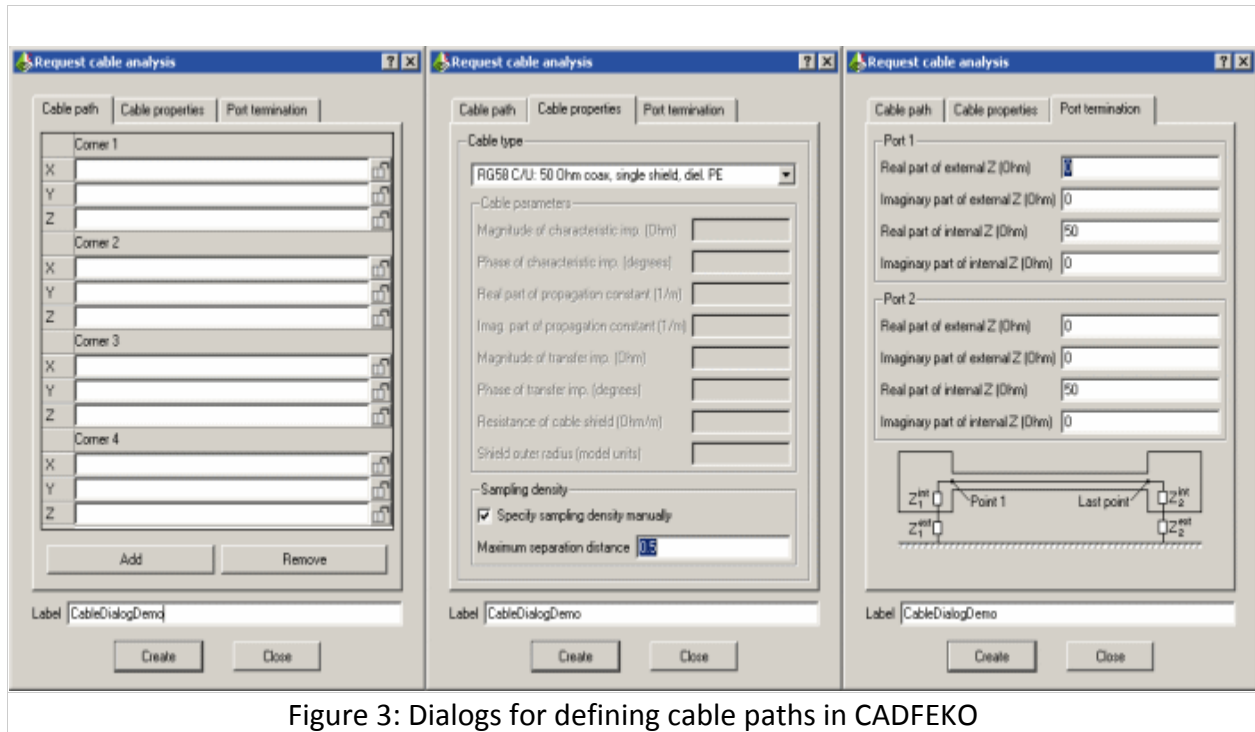 Request cable analysis
Cable path Cable properties Port termination
Corner 1
X
Y
Z
Corner 2
X
Y
Z
Corner 3
X
Y
Z
Corner 4
X
Y
Z
Add Remove
Label CableDialogDemo
Create Close
Request cable analysis
Cable path Cable properties Port termination
Cable type
RG58 C/U: 50 Ohm coax, single shield, diel. PE
Cable parameters
Magnitude of characteristic imp. (Ohm)
Phase of characteristic imp. (degrees)
Real part of propagation constant (1/m)
Imag. part of propagation constant (1/m)
Magnitude of transfer imp. (Ohm)
Phase of transfer imp. (degrees)
Resistance of cable shield (Ohm/m)
Shield outer radius (model units)
Sampling density
Specify sampling density manually
Maximum separation distance 0.5
Label CableDialogDemo
Create Close
Request cable analysis
Cable path Cable properties Port termination
Port 1
Real part of external Z (Ohm) 0
Imaginary part of external Z (Ohm) 0
Real part of internal Z (Ohm) 50
Imaginary part of internal Z (Ohm) 0
Port 2
Real part of external Z (Ohm) 0
Imaginary part of external Z (Ohm) 0
Real part of internal Z (Ohm) 50
Imaginary part of internal Z (Ohm) 0
Z1int Point 1 Last point Z2int
Z1ext Z2ext
Label CableDialogDemo
Create Close
Figure 3: Dialogs for defining cable paths in CADFEKO